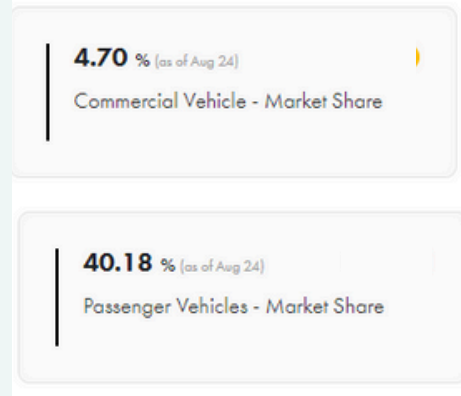 4.70 % (as of Aug 24)
Commercial Vehicle - Market Share
40.18 % (as of Aug 24)
Passenger Vehicles - Market Share